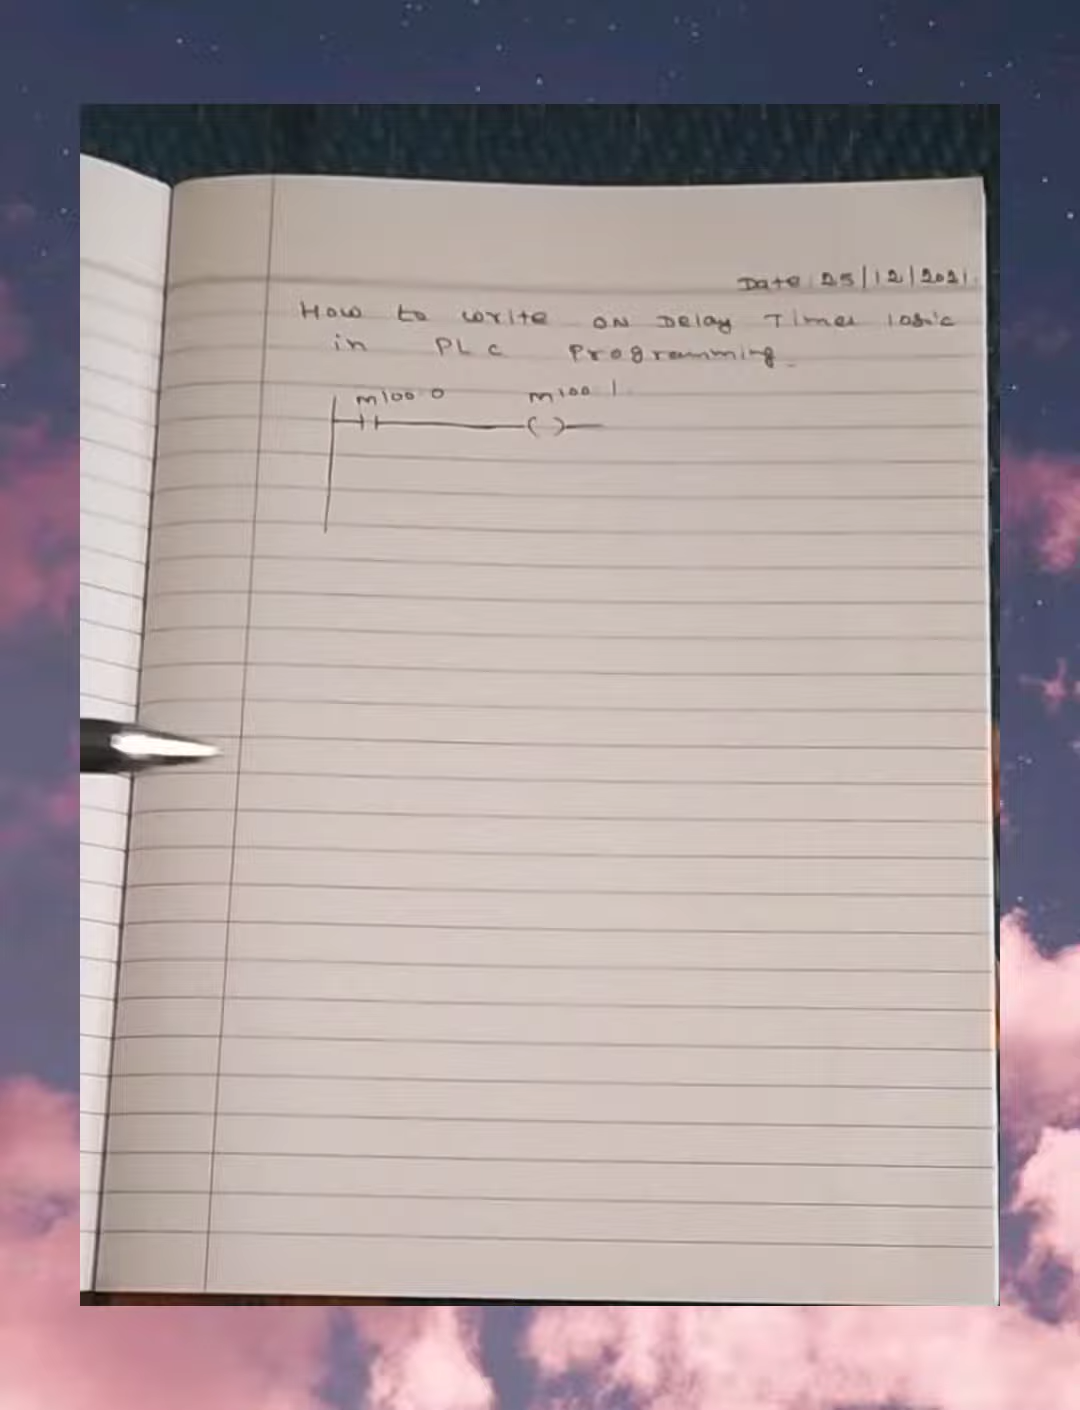 Date 25/12/2021.
How to write ON Delay Timer logic
in PLC Programming.
m100.0 m100.1.